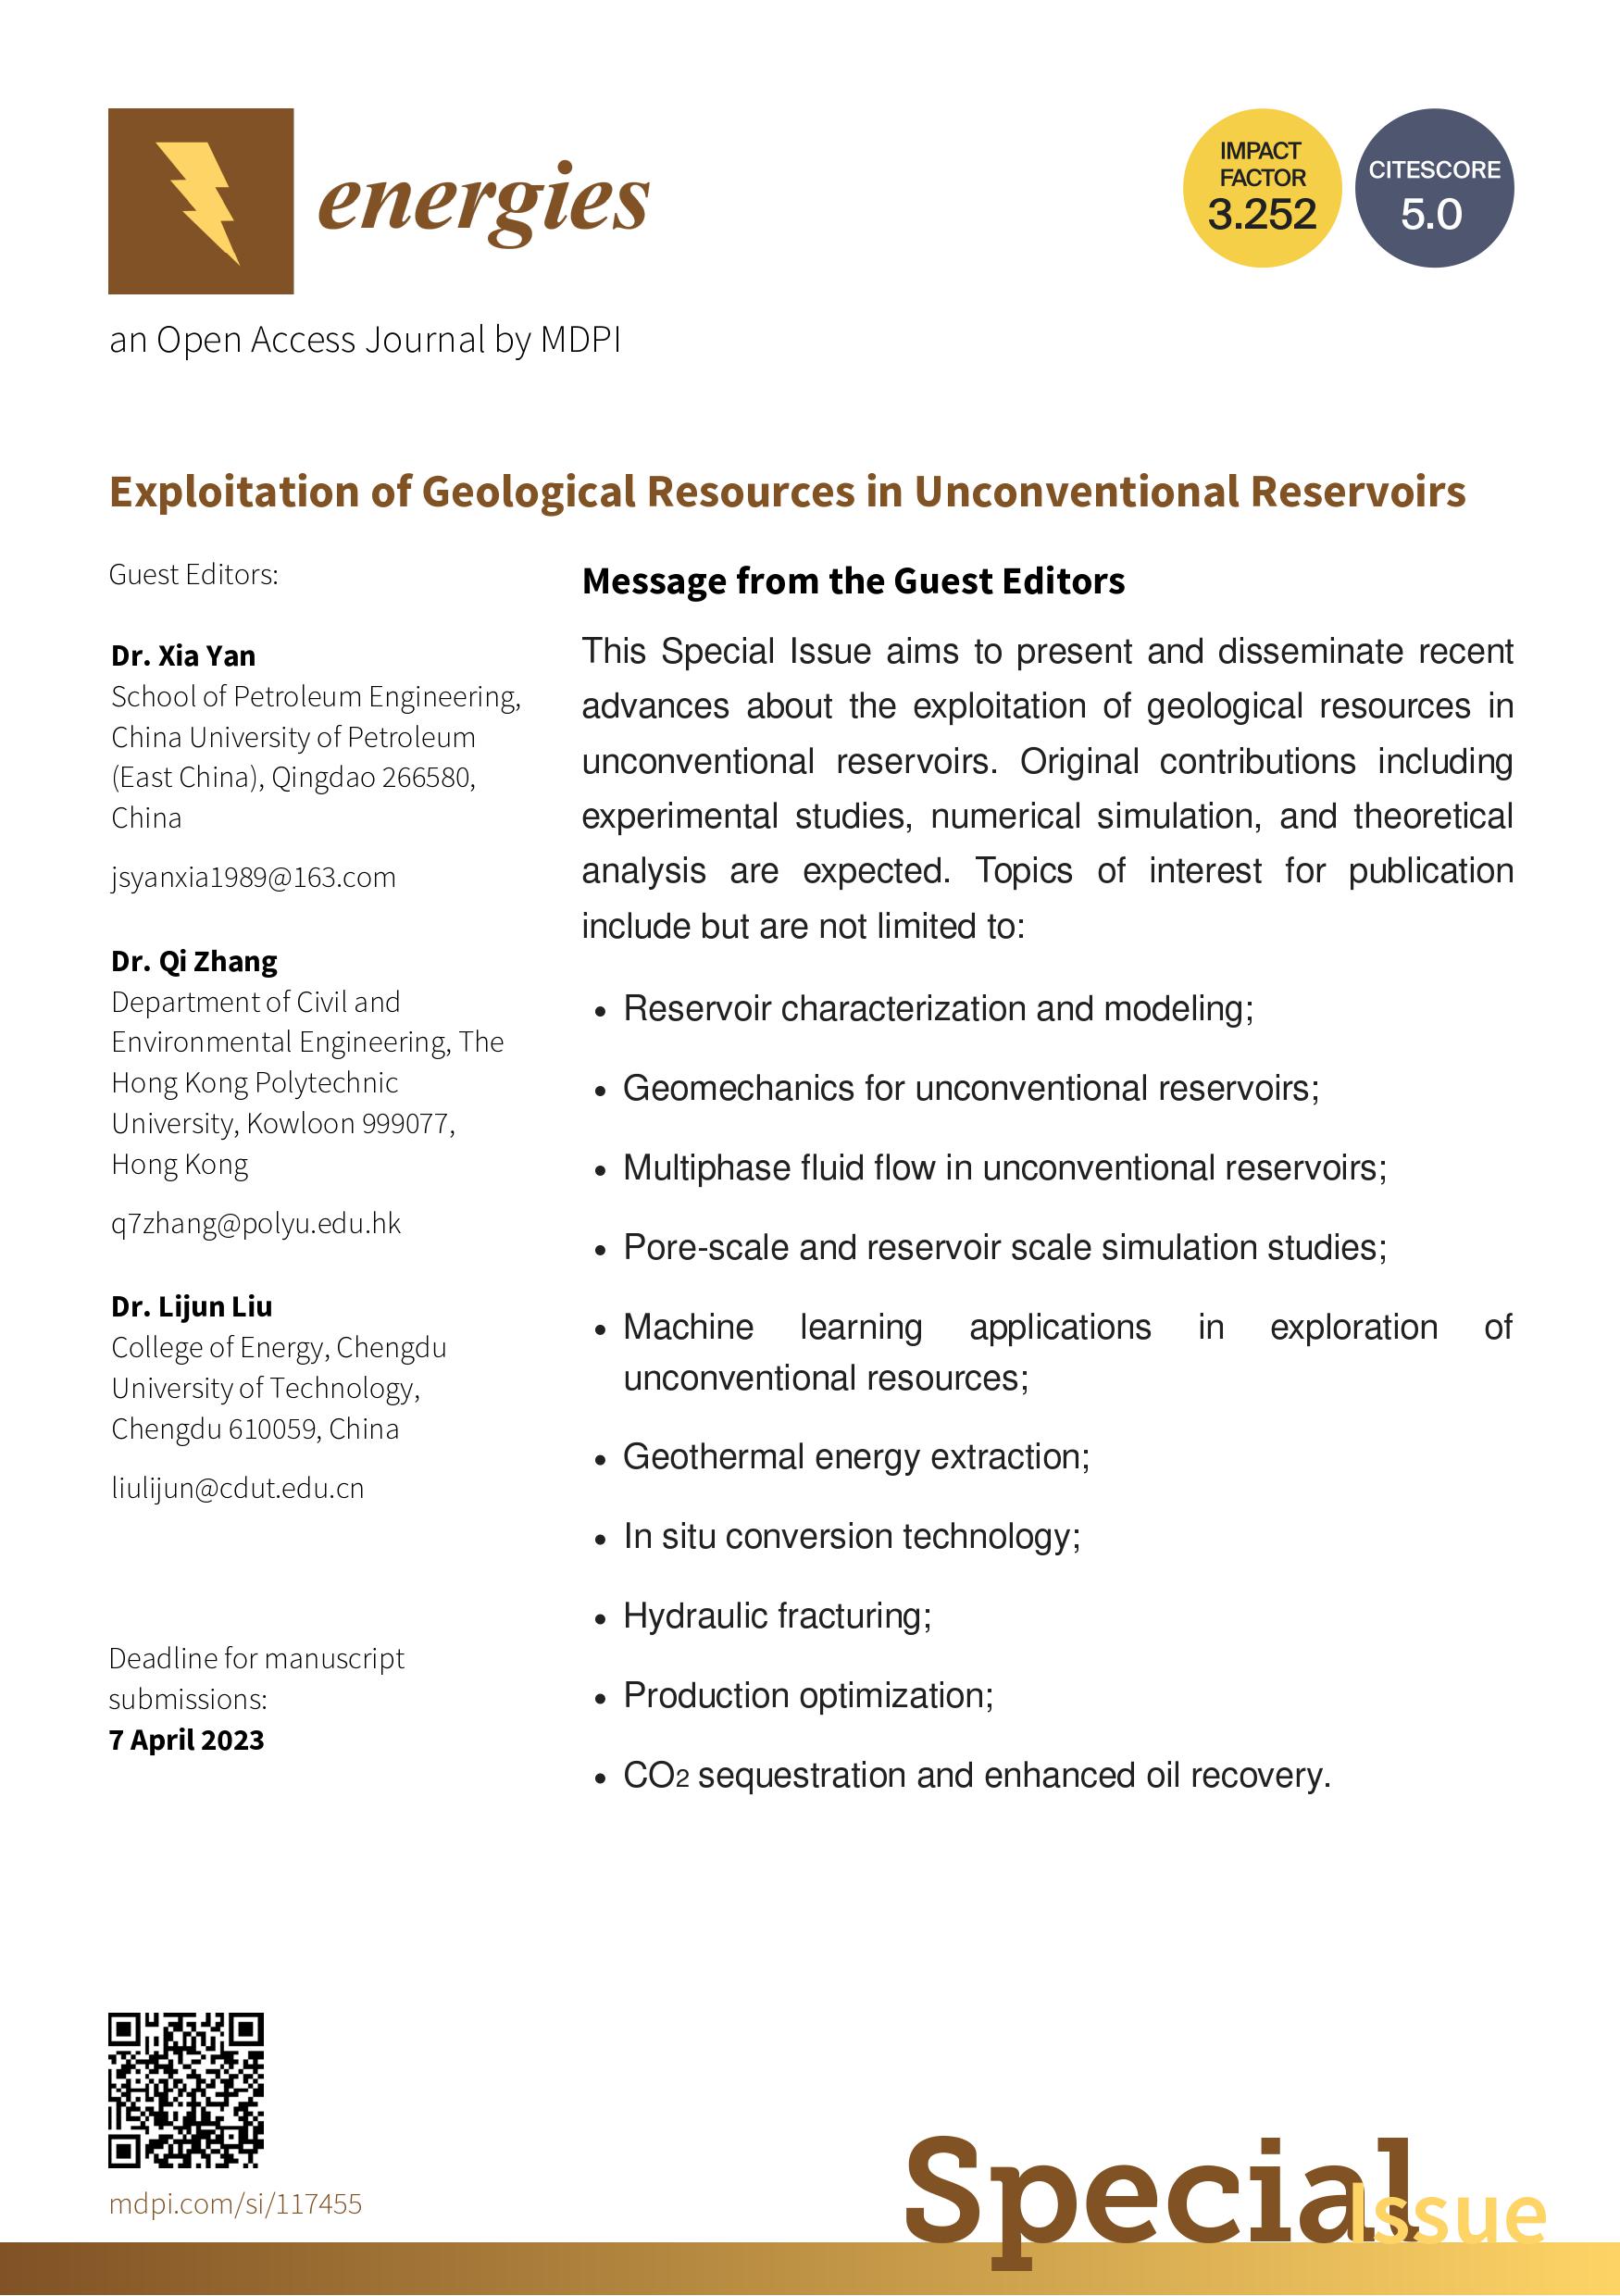 energies
IMPACT
FACTOR
3.252
CITESCORE
5.0
an Open Access Journal by MDPI
Exploitation of Geological Resources in Unconventional Reservoirs
Guest Editors:
Dr. Xia Yan
School of Petroleum Engineering,
China University of Petroleum
(East China), Qingdao 266580,
China
jsyanxia1989@163.com
Dr. Qi Zhang
Department of Civil and
Environmental Engineering, The
Hong Kong Polytechnic
University, Kowloon 999077,
Hong Kong
q7zhang@polyu.edu.hk
Dr. Lijun Liu
College of Energy, Chengdu
University of Technology,
Chengdu 610059, China
liulijun@cdut.edu.cn
Deadline for manuscript
submissions:
7 April 2023
Message from the Guest Editors
This Special Issue aims to present and disseminate recent
advances about the exploitation of geological resources in
unconventional reservoirs. Original contributions including
experimental studies, numerical simulation, and theoretical
analysis are expected. Topics of interest for publication
include but are not limited to:
• Reservoir characterization and modeling;
• Geomechanics for unconventional reservoirs;
• Multiphase fluid flow in unconventional reservoirs;
• Pore-scale and reservoir scale simulation studies;
• Machine learning applications in exploration of
unconventional resources;
• Geothermal energy extraction;
• In situ conversion technology;
• Hydraulic fracturing;
• Production optimization;
• CO2 sequestration and enhanced oil recovery.
mdpi.com/si/117455
Special
Issue